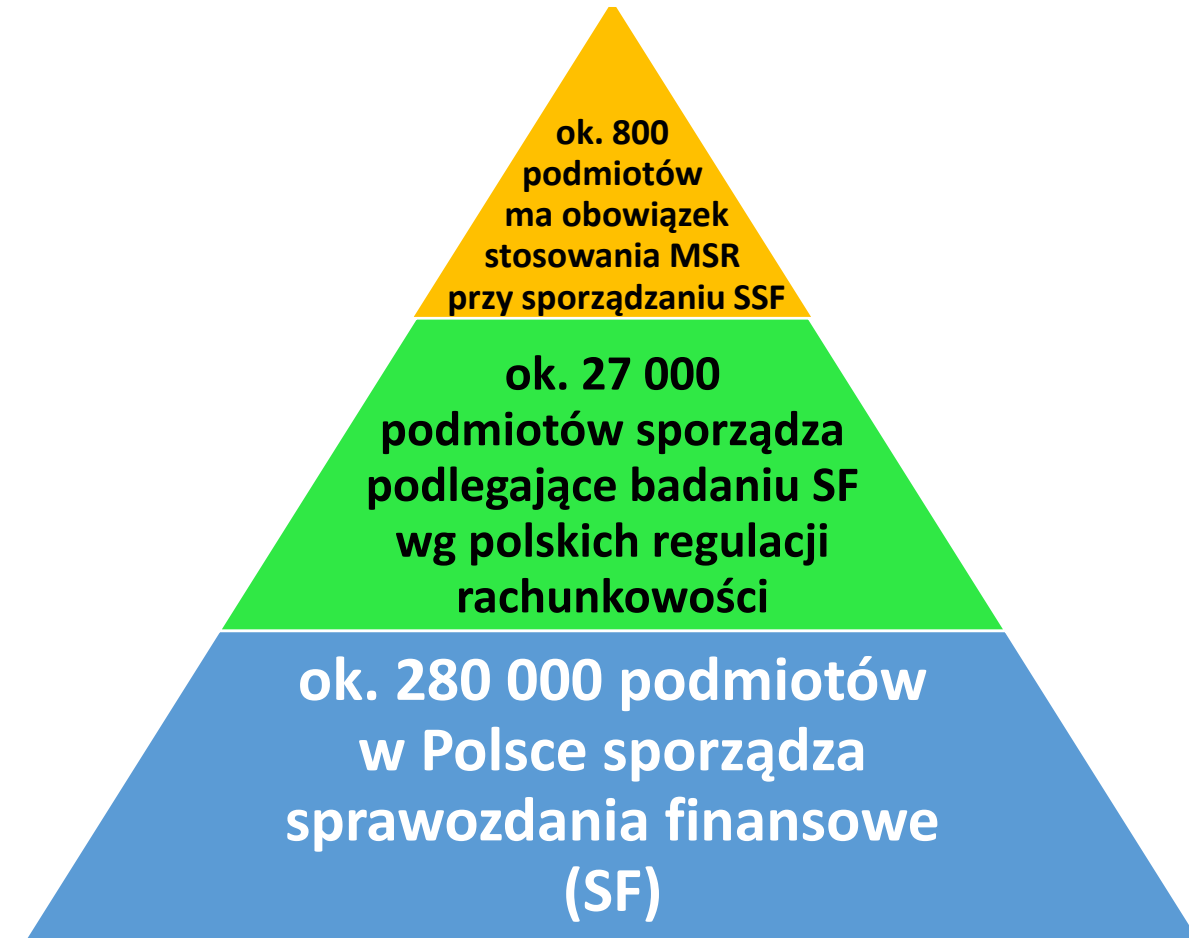 ok. 800
podmiotów
ma obowiązek
stosowania MSR
przy sporządzaniu SSF
ok. 27 000
podmiotów sporządza
podlegające badaniu SF
wg polskich regulacji
rachunkowości
ok. 280 000 podmiotów
w Polsce sporządza
sprawozdania finansowe
(SF)